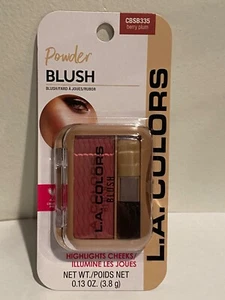 CBSB335
berry plum
Powder
BLUSH
BLUSH/FARD À JOUES/RUBOR
L.A. COLORS
L.A. COLORS
BLUSH
HIGHLIGHTS CHEEKS/
ILLUMINE LES JOUES
NET WT./POIDS NET
0.13 OZ. (3.8 g)